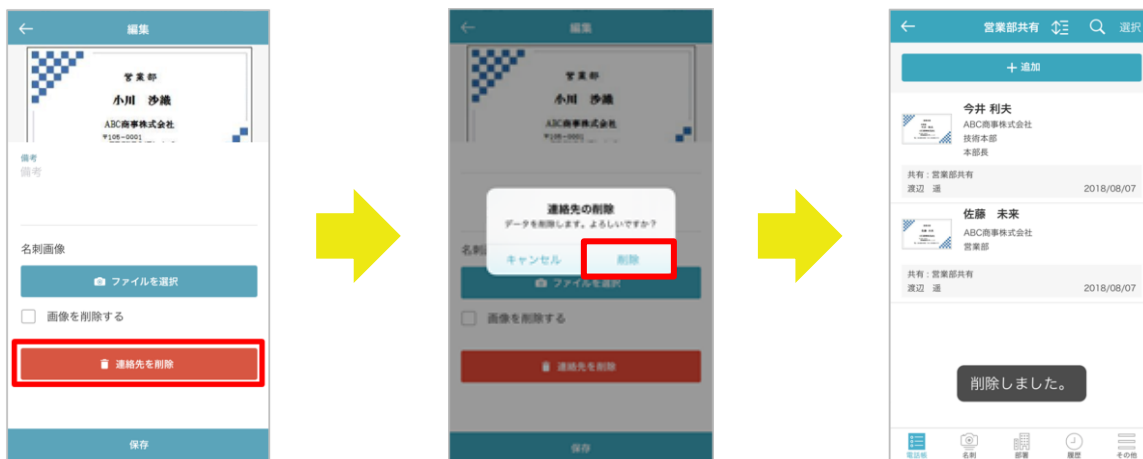 編集
営業部
小川 沙織
ABC商事株式会社
〒105-0001
備考
備考
名刺画像
ファイルを選択
画像を削除する
連絡先を削除
保存
編集
営業部
小川 沙織
ABC商事株式会社
〒105-0001
連絡先の削除
データを削除します。よろしいですか?
キャンセル
削除
名刺
ファイルを選択
画像を削除する
連絡先を削除
保存
営業部共有
選択
+ 追加
今井 利夫
ABC商事株式会社
技術本部
本部長
共有 : 営業部共有
渡辺 遥 2018/08/07
佐藤 未来
ABC商事株式会社
営業部
共有 : 営業部共有
渡辺 遥 2018/08/07
削除しました。
電話帳 名刺 部署 履歴 その他